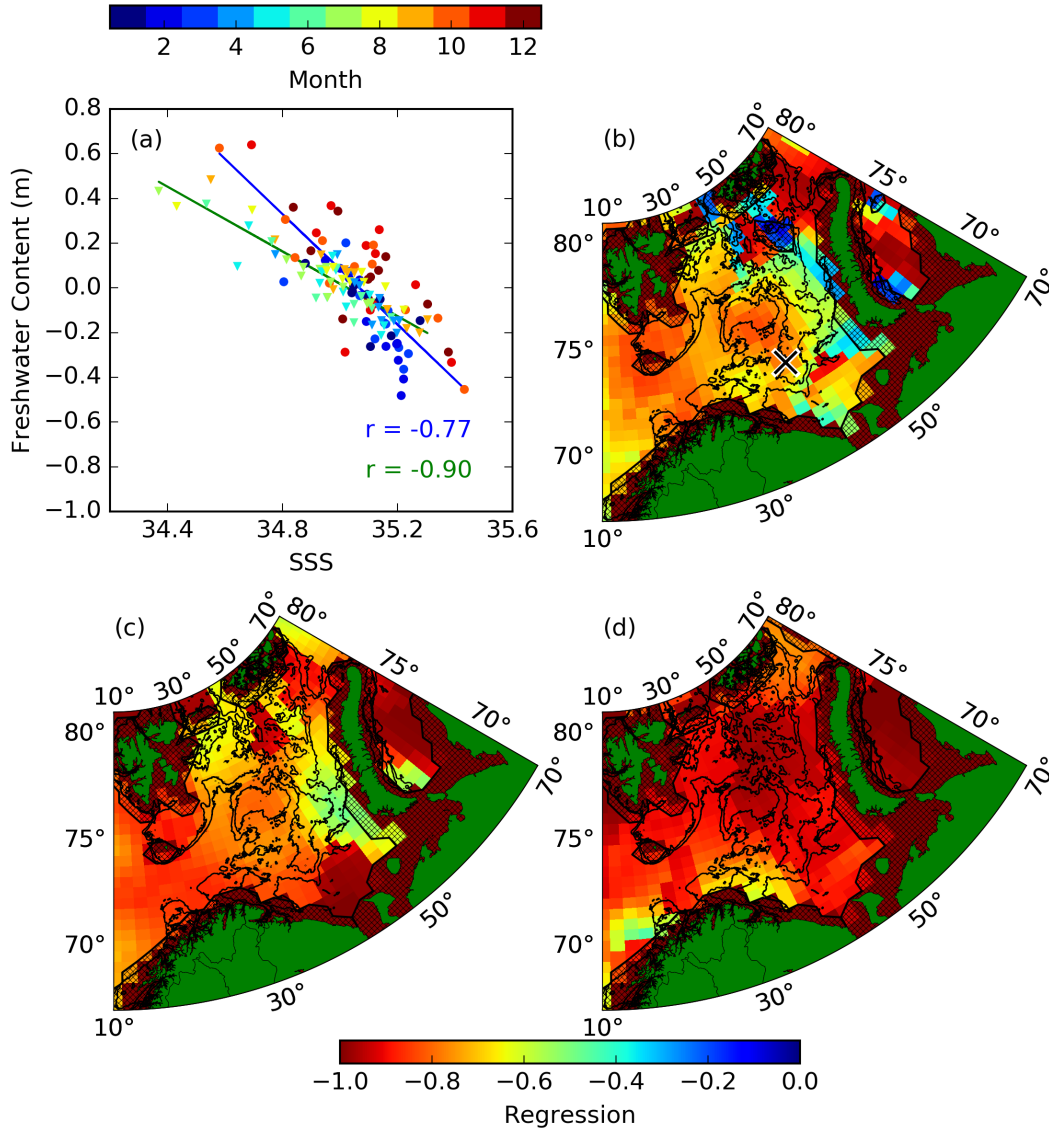 2 4 6 8 10 12
Month
(a)
Freshwater Content (m)
0.8
0.6
0.4
0.2
0.0
−0.2
−0.4
−0.6
−0.8
−1.0
r = -0.77
r = -0.90
34.4 34.8 35.2 35.6
SSS
(b)
10° 30° 50° 70° 80°
75°
70°
80°
75°
70°
10° 30° 50° 70°
(c)
10° 30° 50° 70° 80°
75°
70°
80°
75°
70°
10° 30° 50° 70°
(d)
10° 30° 50° 70° 80°
75°
70°
80°
75°
70°
10° 30° 50° 70°
−1.0 −0.8 −0.6 −0.4 −0.2 0.0
Regression